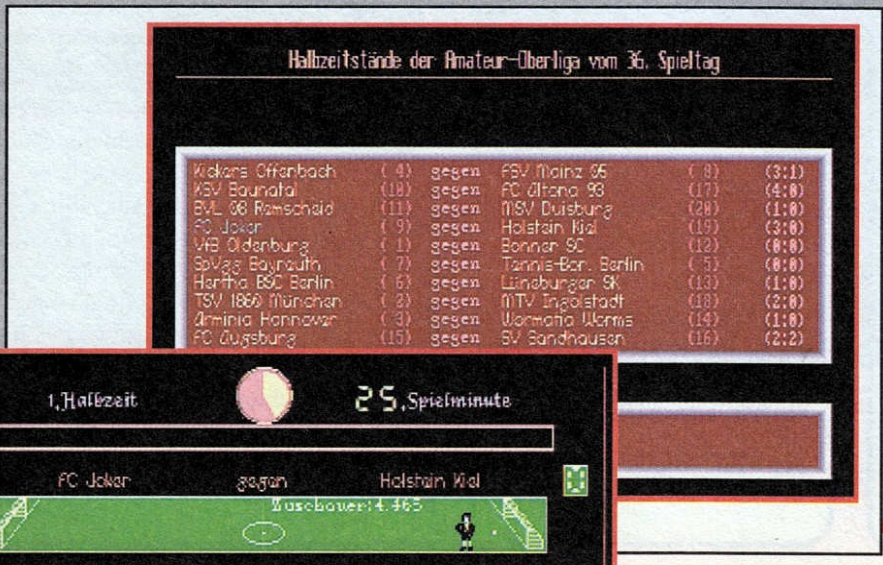 Halbzeitstände der Amateur-Oberliga vom 36. Spieltag
Kickers Offenbach ( 4) gegen FSV Mainz 05 ( 8) (3:1)
KSV Baunatal (10) gegen FC Altona 93 (17) (4:0)
BVL 08 Remscheid (11) gegen MSV Duisburg (20) (1:0)
FC Joker ( 9) gegen Holstein Kiel (19) (3:0)
VfB Oldenburg ( 1) gegen Bonner SC (12) (0:0)
SpVgg Bayreuth ( 7) gegen Tennis-Bor. Berlin ( 5) (0:0)
Hertha BSC Berlin ( 6) gegen Lüneburger SK (13) (1:0)
TSV 1860 München ( 2) gegen MTV Ingolstadt (18) (2:0)
Arminia Hannover ( 3) gegen Wormatia Worms (14) (1:0)
FC Augsburg (15) gegen SV Sandhausen (16) (2:2)
1.Halbzeit 25.Spielminute
FC Joker gegen Holstein Kiel
Zuschauer:4.465